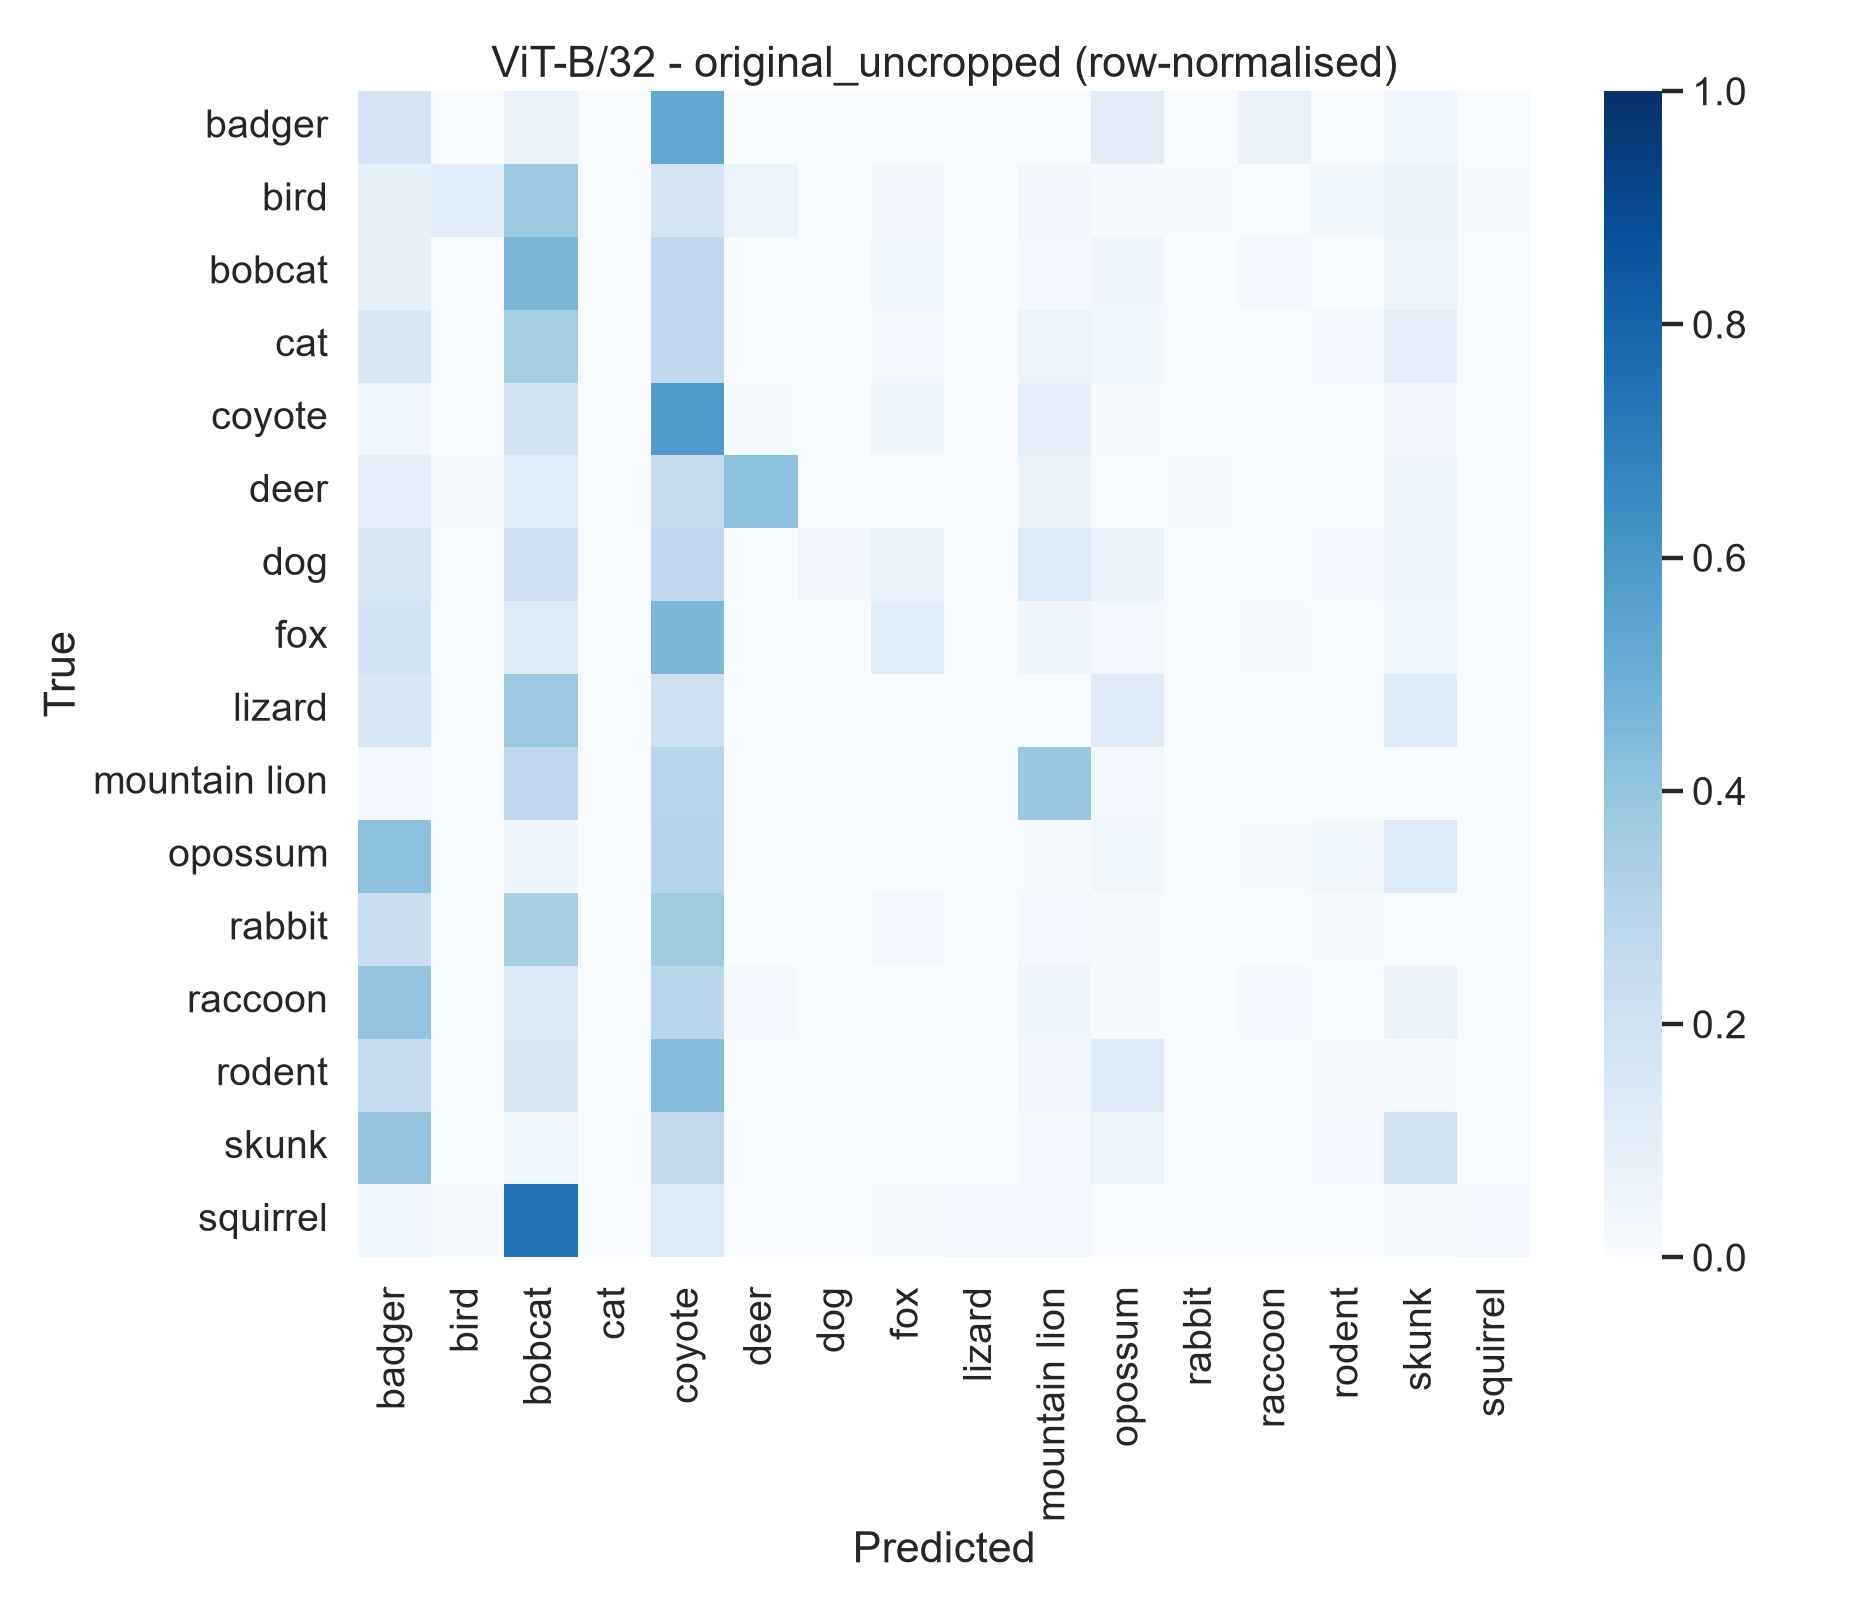 ViT-B/32 - original_uncropped (row-normalised)
True
badger
bird
bobcat
cat
coyote
deer
dog
fox
lizard
mountain lion
opossum
rabbit
raccoon
rodent
skunk
squirrel
badger
bird
bobcat
cat
coyote
deer
dog
fox
lizard
mountain lion
opossum
rabbit
raccoon
rodent
skunk
squirrel
Predicted
1.0
0.8
0.6
0.4
0.2
0.0